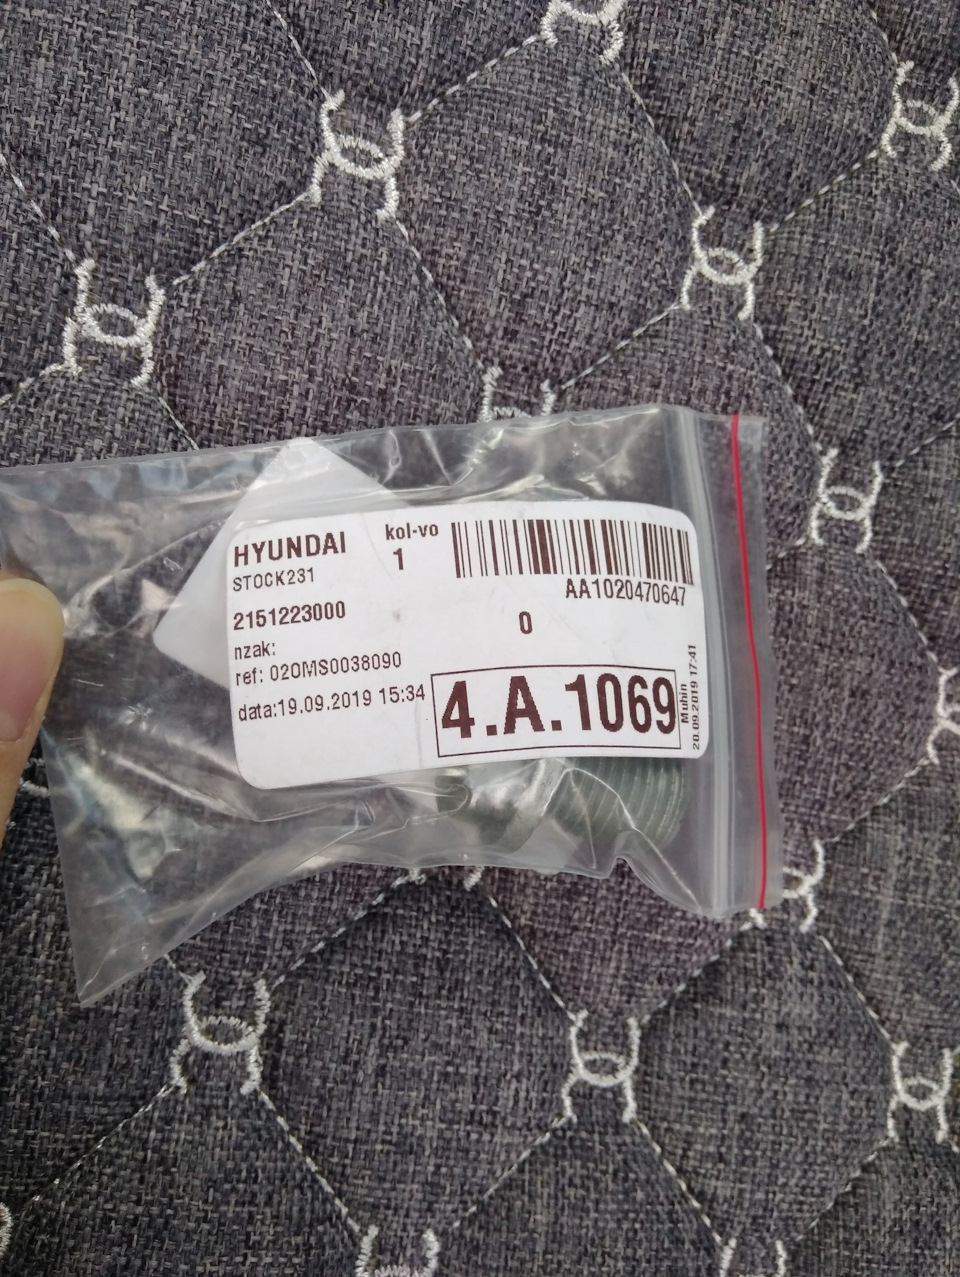 HYUNDAI
kol-vo
1
STOCK231
AA1020470647
2151223000
0
nzak:
ref: 020MS0038090
data:19.09.2019 15:34
4.A.1069
Muhin
20.09.2019 17:41